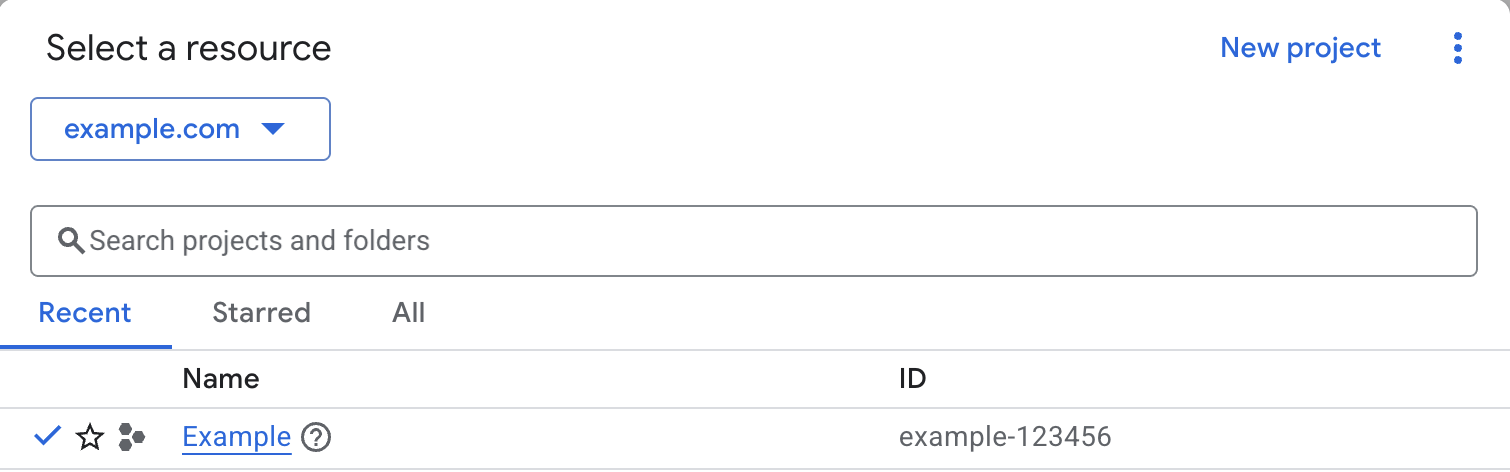 Select a resource
New project
example.com
Search projects and folders
Recent Starred All
Name ID
Example example-123456